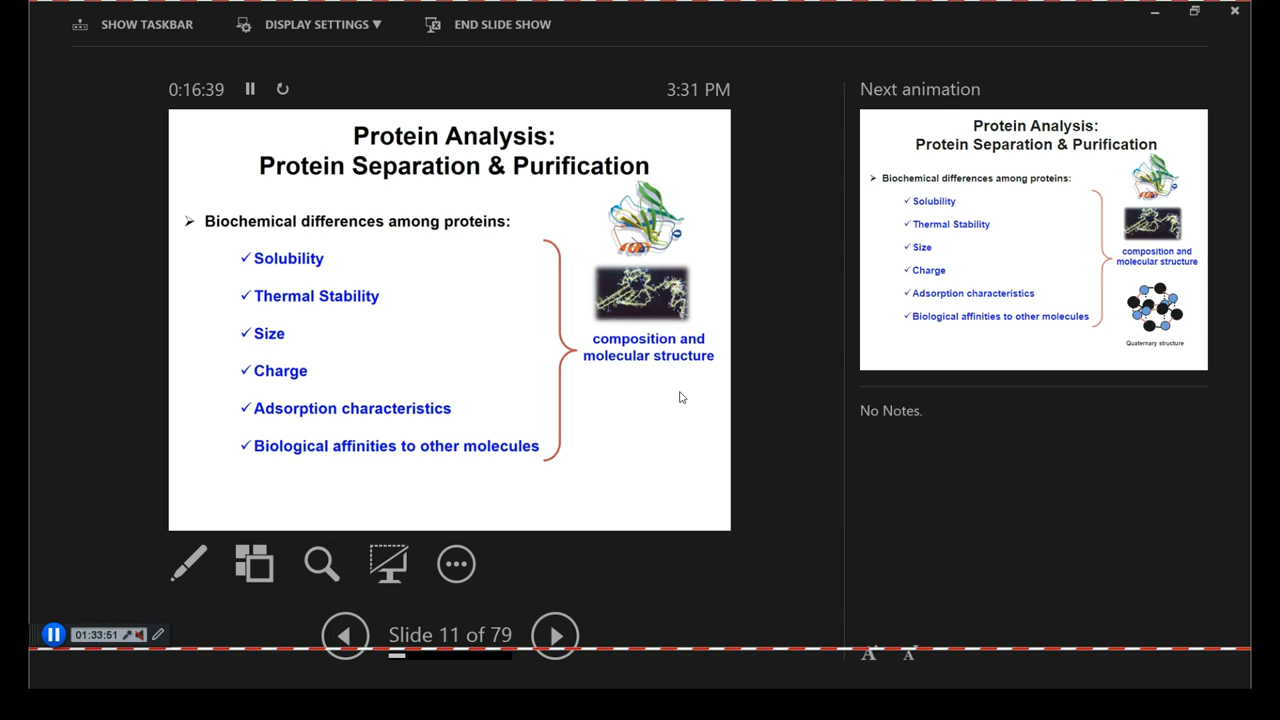 SHOW TASKBAR
DISPLAY SETTINGS ▼
END SLIDE SHOW
0:16:39
3:31 PM
Protein Analysis:
Protein Separation & Purification
➢ Biochemical differences among proteins:
✓Solubility
✓Thermal Stability
✓Size
✓Charge
✓Adsorption characteristics
✓Biological affinities to other molecules
composition and
molecular structure
Next animation
Protein Analysis:
Protein Separation & Purification
➢ Biochemical differences among proteins:
✓Solubility
✓Thermal Stability
✓Size
✓Charge
✓Adsorption characteristics
✓Biological affinities to other molecules
composition and
molecular structure
Quaternary structure
No Notes.
01:33:51
Slide 11 of 79
A A